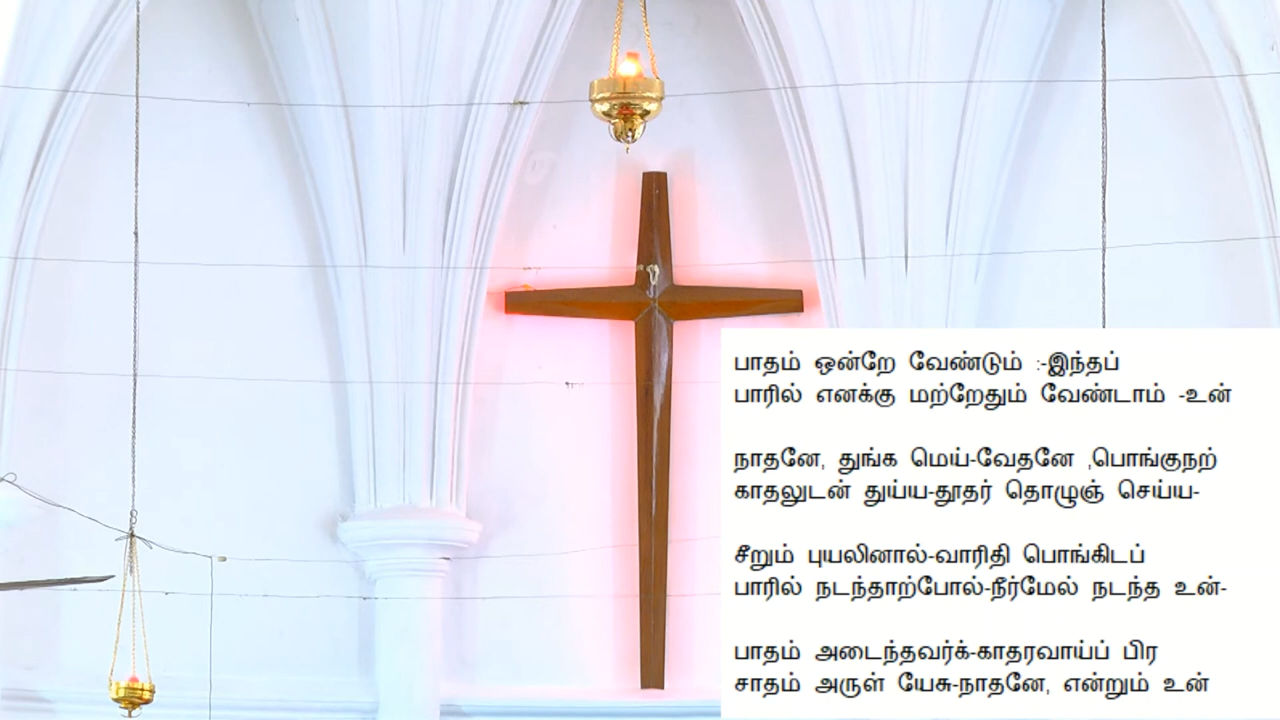 பாதம் ஒன்றே வேண்டும் :-இந்தப்
பாரில் எனக்கு மற்றேதும் வேண்டாம் -உன்
நாதனே, துங்க மெய்-வேதனே ,பொங்குநற்
காதலுடன் துய்ய-தூதர் தொழுஞ் செய்ய-
சீறும் புயலினால்-வாரிதி பொங்கிடப்
பாரில் நடந்தாற்போல்-நீர்மேல் நடந்த உன்-
பாதம் அடைந்தவர்க்-காதரவாய்ப் பிர
சாதம் அருள் யேசு-நாதனே, என்றும் உன்